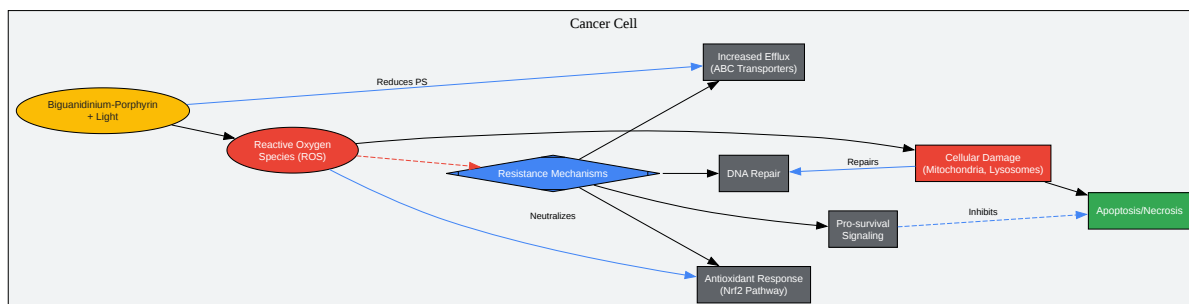 Cancer Cell
Increased Efflux
(ABC Transporters)
Reduces PS
Biguanidinium-Porphyrin
+ Light
Reactive Oxygen
Species (ROS)
Resistance Mechanisms
DNA Repair
Repairs
Cellular Damage
(Mitochondria, Lysosomes)
Neutralizes
Pro-survival
Signaling
Inhibits
Apoptosis/Necrosis
Antioxidant Response
(Nrf2 Pathway)